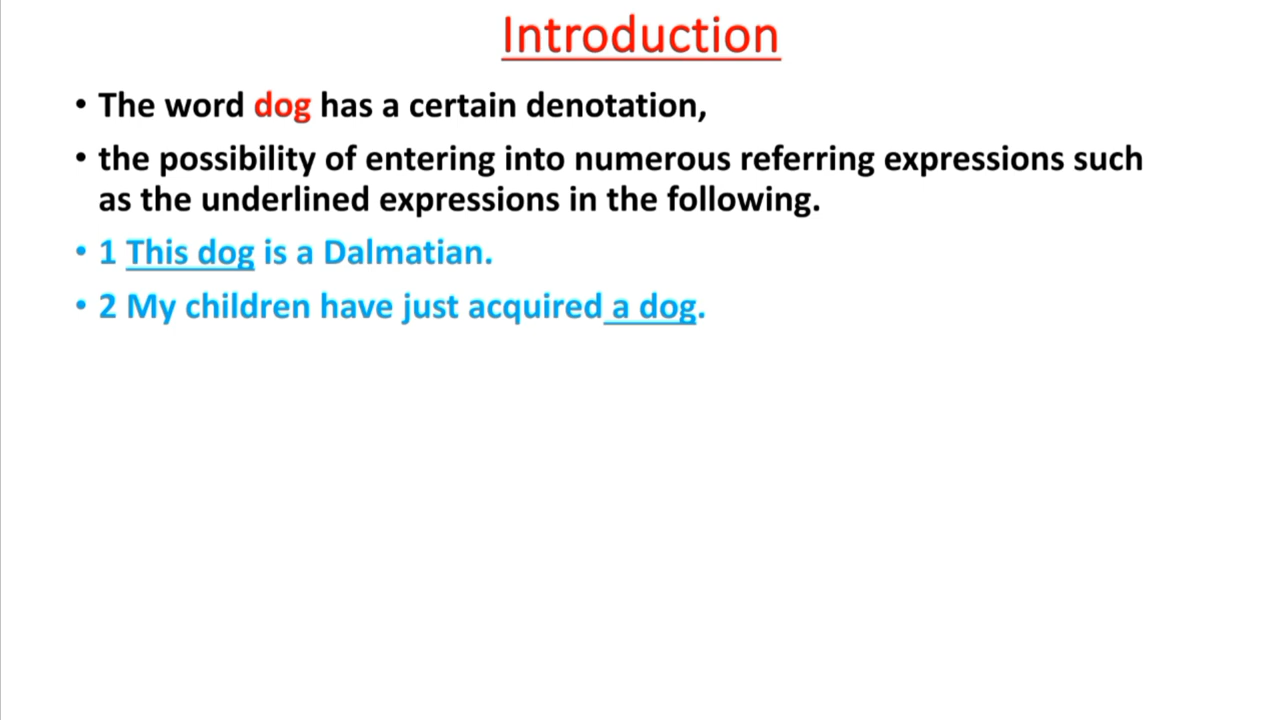 Introduction
• The word dog has a certain denotation,
• the possibility of entering into numerous referring expressions such
as the underlined expressions in the following.
• 1 This dog is a Dalmatian.
• 2 My children have just acquired a dog.